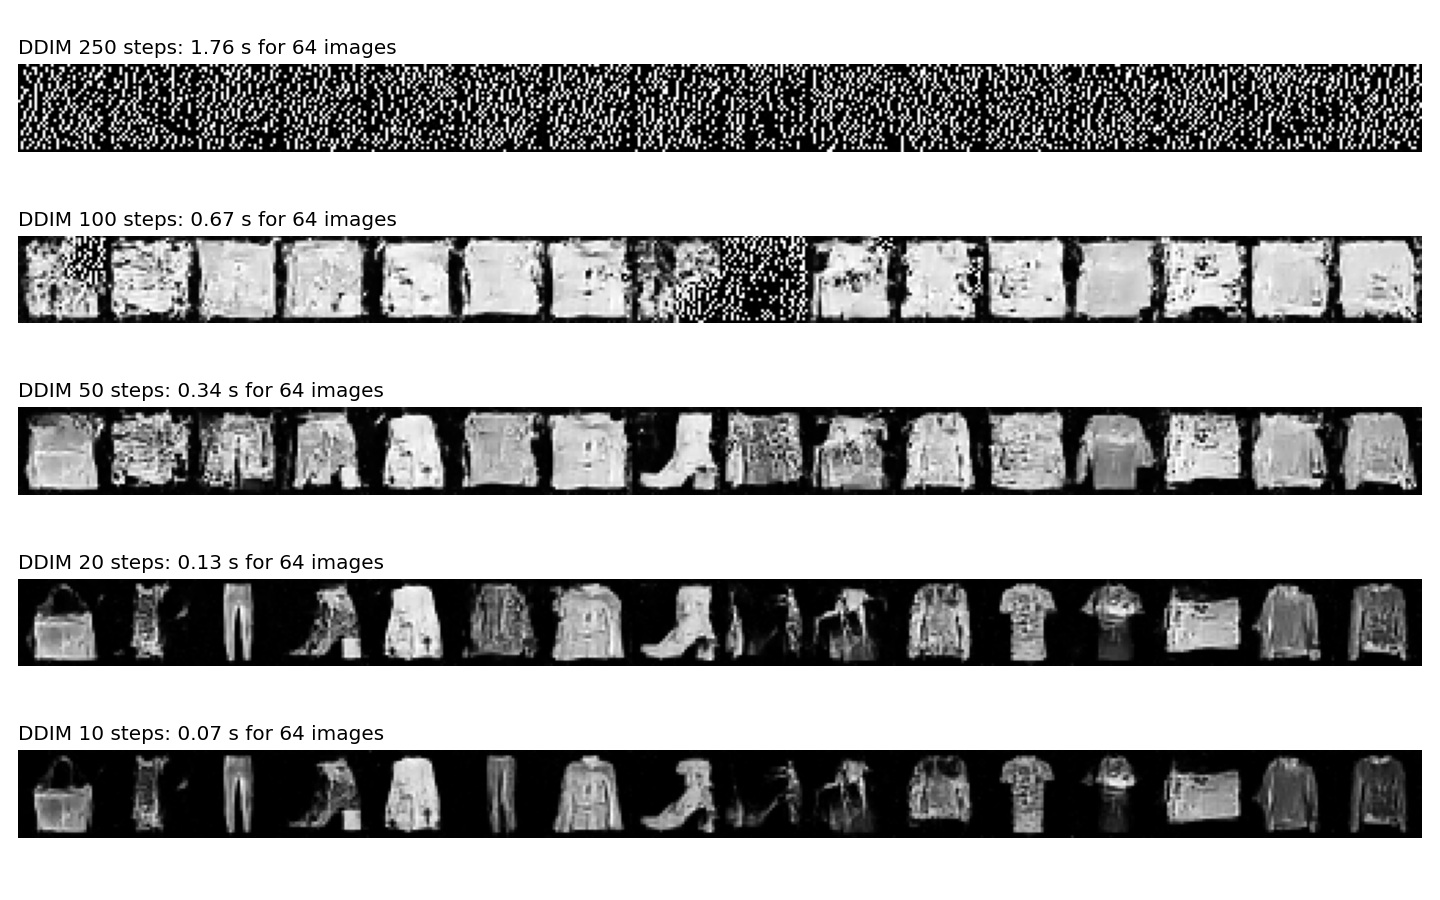 DDIM 250 steps: 1.76 s for 64 images
DDIM 100 steps: 0.67 s for 64 images
DDIM 50 steps: 0.34 s for 64 images
DDIM 20 steps: 0.13 s for 64 images
DDIM 10 steps: 0.07 s for 64 images